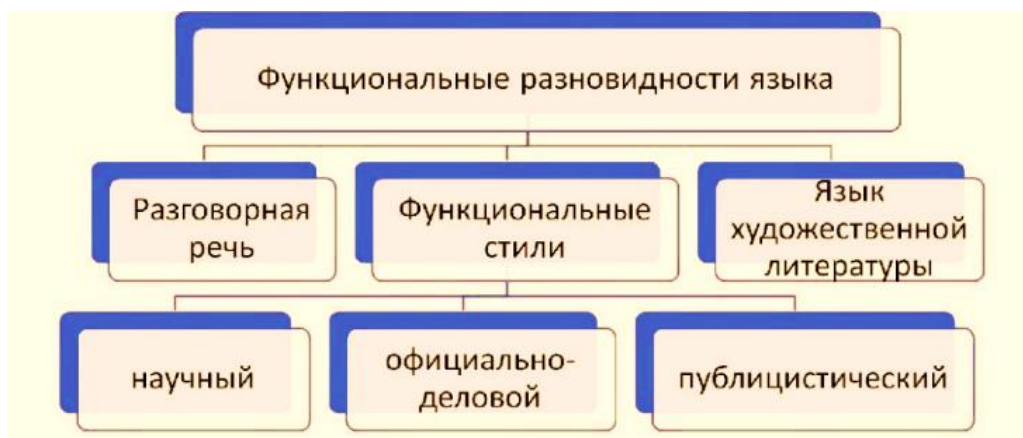 Функциональные разновидности языка
Разговорная
речь
Функциональные
стили
Язык
художественной
литературы
научный
официально-
деловой
публицистический